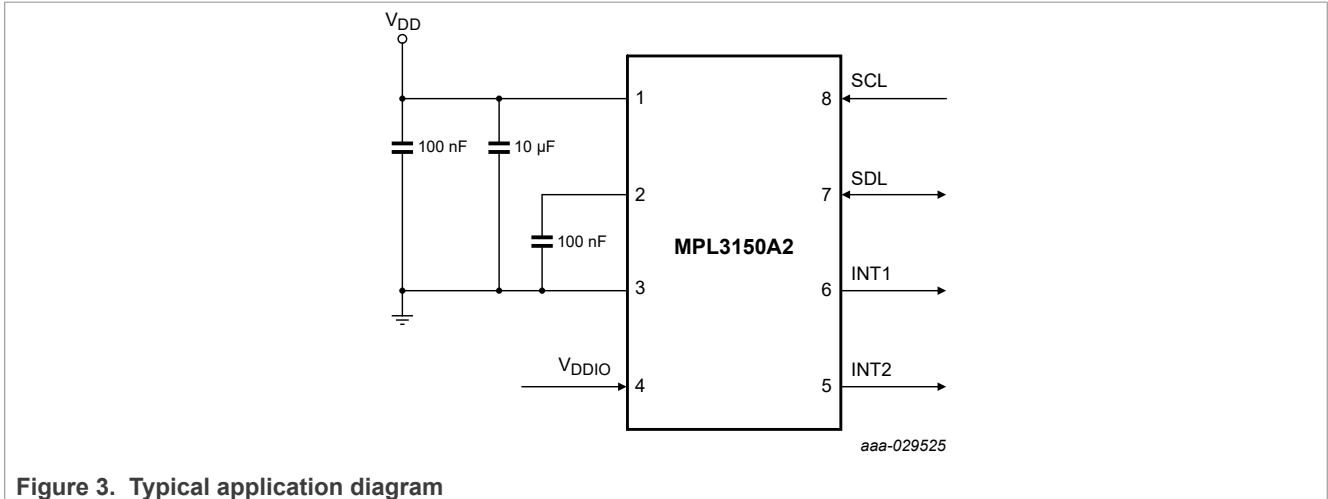 VDD
1
8
SCL
100 nF
10 µF
2
7
SDL
100 nF
MPL3150A2
3
6
INT1
VDDIO
4
5
INT2
aaa-029525
Figure 3. Typical application diagram